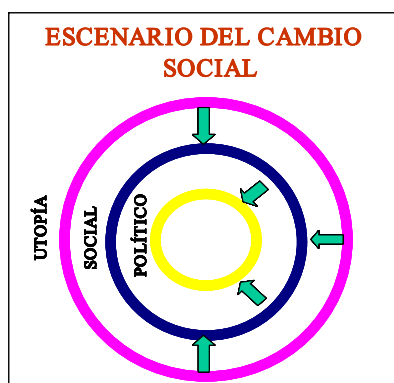 ESCENARIO DEL CAMBIO
SOCIAL
UTOPÍA
SOCIAL
POLÍTICO